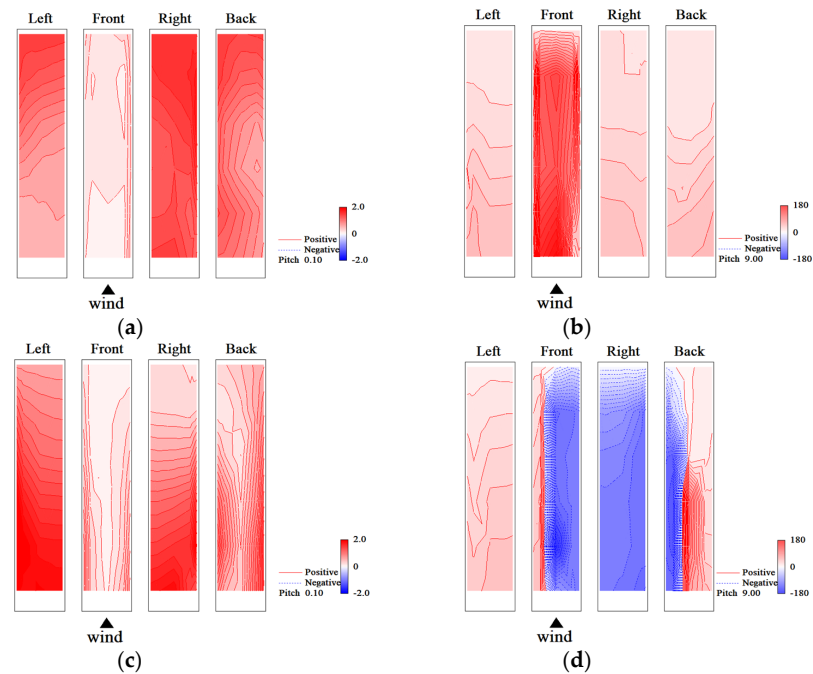 Left Front Right Back
2.0
Positive 0
Negative
Pitch 0.10 -2.0
wind
(a)
Left Front Right Back
180
Positive 0
Negative
Pitch 9.00 -180
wind
(b)
Left Front Right Back
2.0
Positive 0
Negative
Pitch 0.10 -2.0
wind
(c)
Left Front Right Back
180
Positive 0
Negative
Pitch 9.00 -180
wind
(d)